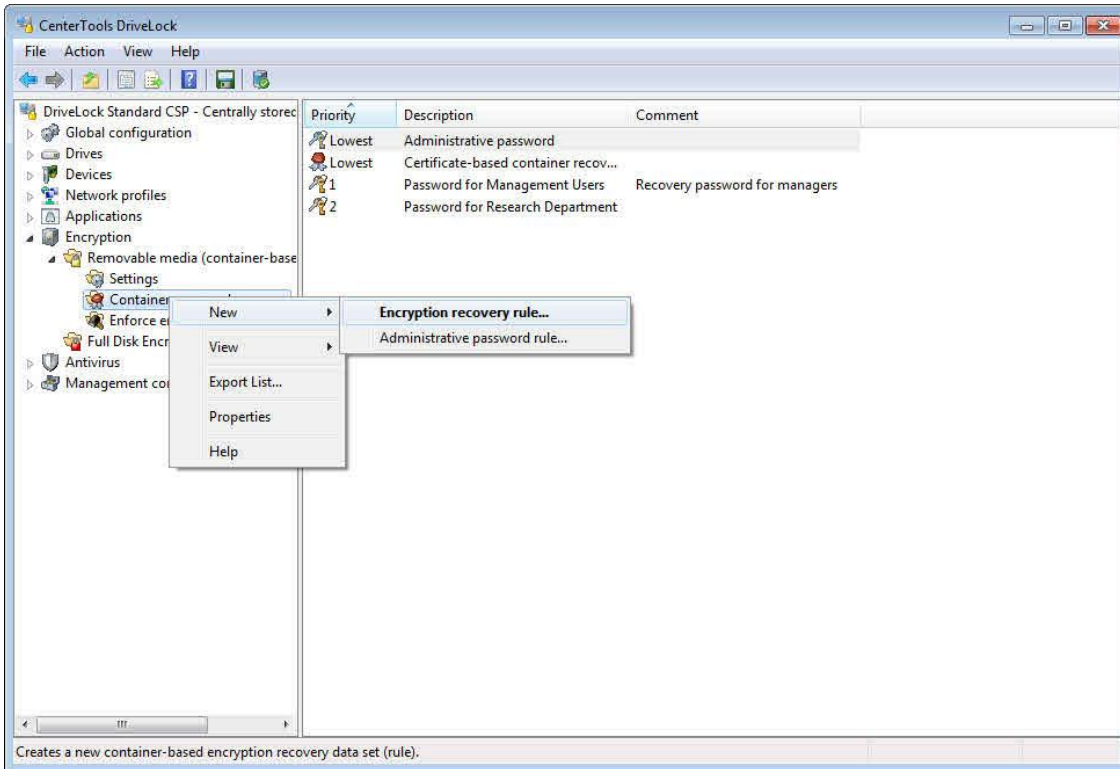 CenterTools DriveLock
File Action View Help
DriveLock Standard CSP - Centrally stored
Global configuration
Drives
Devices
Network profiles
Applications
Encryption
Removable media (container-base
Settings
Container
Enforce e
Full Disk Encr
Antivirus
Management co
Priority Description Comment
Lowest Administrative password
Lowest Certificate-based container recov...
1 Password for Management Users Recovery password for managers
2 Password for Research Department
New
View
Export List...
Properties
Help
Encryption recovery rule...
Administrative password rule...
Creates a new container-based encryption recovery data set (rule).